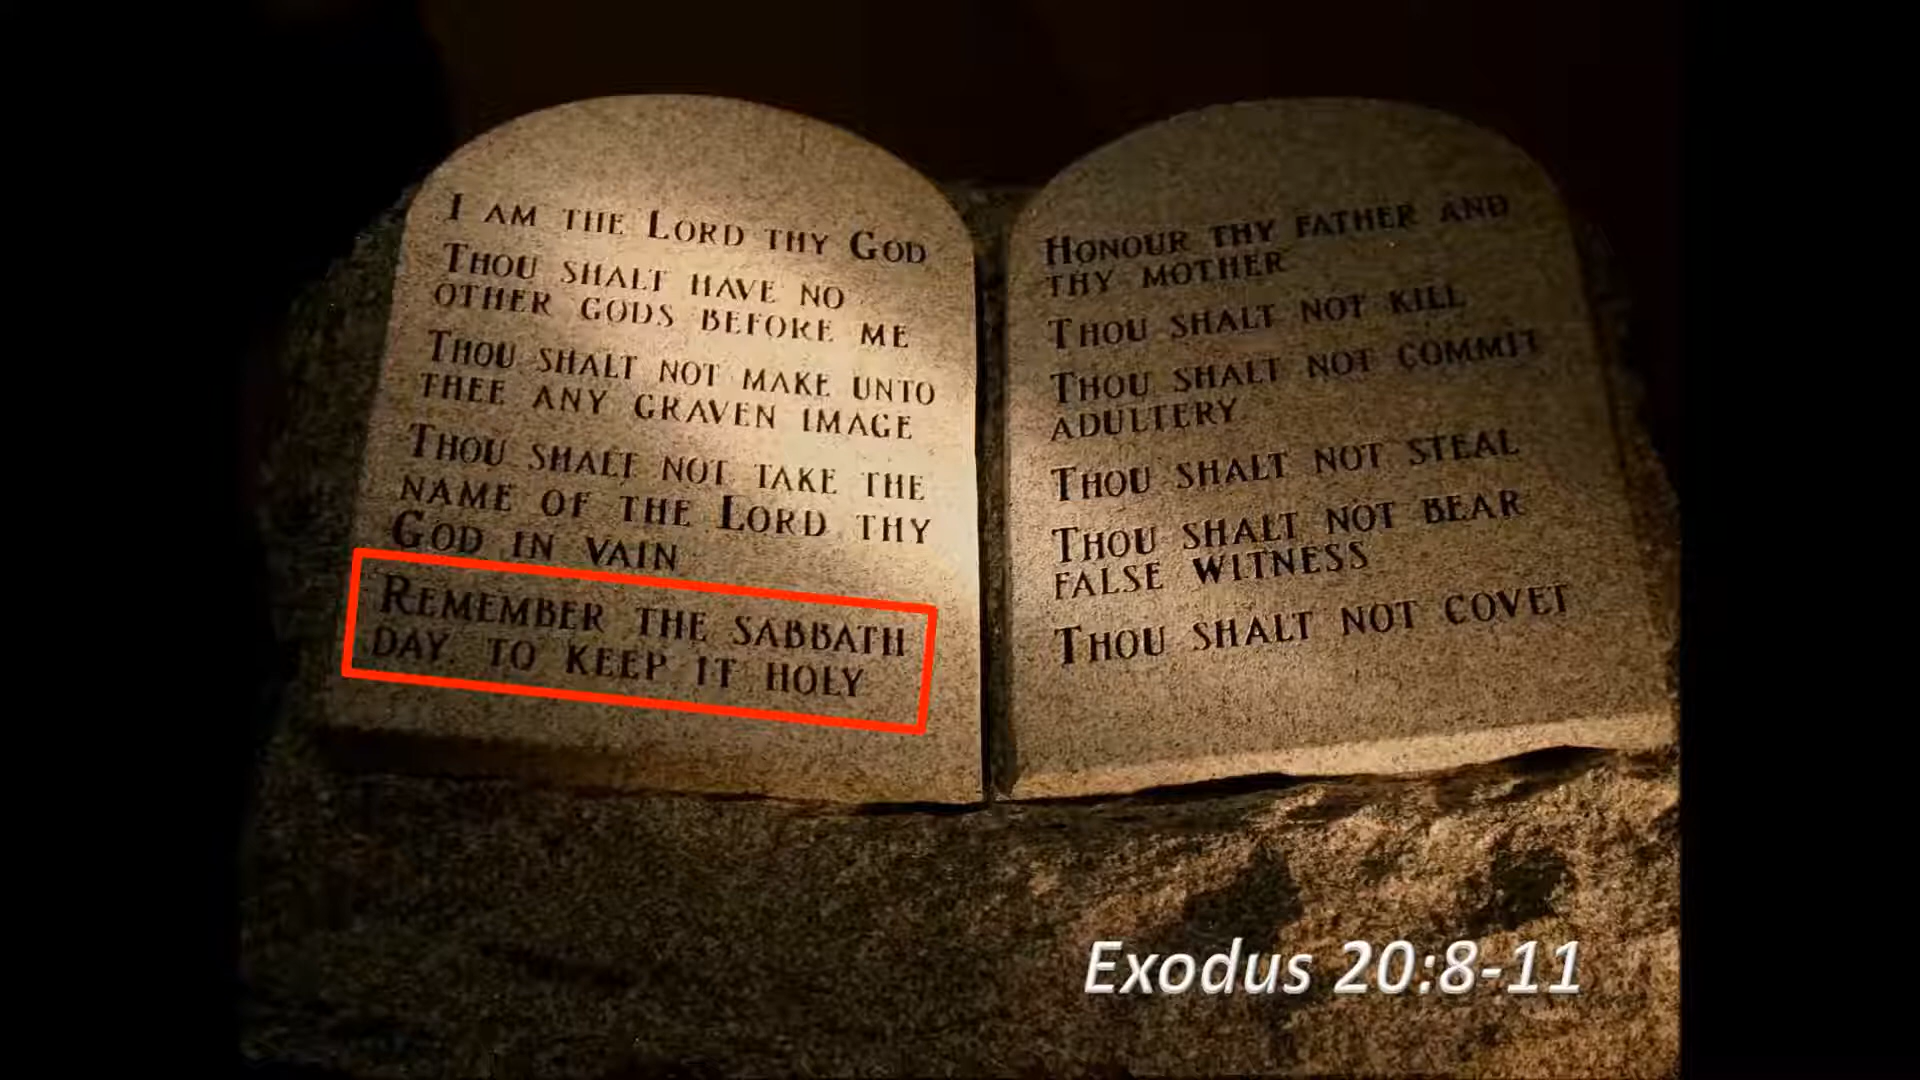 I AM THE LORD THY GOD
THOU SHALT HAVE NO
OTHER GODS BEFORE ME
THOU SHALT NOT MAKE UNTO
THEE ANY GRAVEN IMAGE
THOU SHALT NOT TAKE THE
NAME OF THE LORD THY
GOD IN VAIN
REMEMBER THE SABBATH
DAY, TO KEEP IT HOLY
HONOUR THY FATHER AND
THY MOTHER
THOU SHALT NOT KILL
THOU SHALT NOT COMMIT
ADULTERY
THOU SHALT NOT STEAL
THOU SHALT NOT BEAR
FALSE WITNESS
THOU SHALT NOT COVET
Exodus 20:8-11